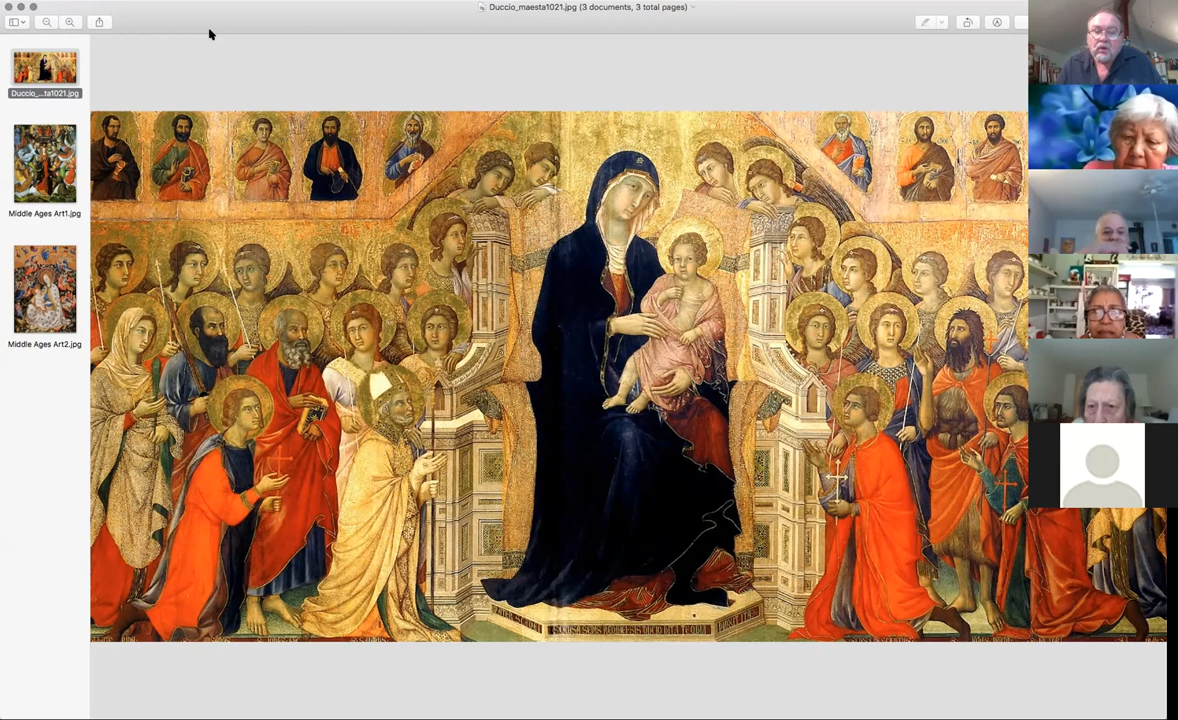 Duccio_maesta1021.jpg (3 documents, 3 total pages)
Duccio_...ta1021.jpg
Middle Ages Art1.jpg
Middle Ages Art2.jpg